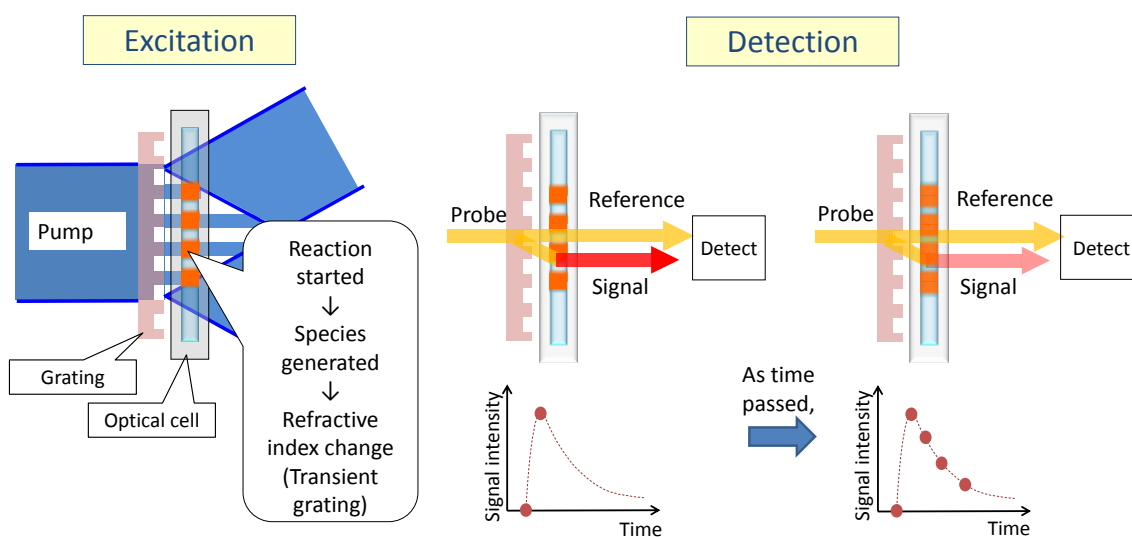 Excitation
Pump
Grating
Optical cell
Reaction
started
↓
Species
generated
↓
Refractive
index change
(Transient
grating)
Detection
Probe
Reference
Signal
Detect
Signal intensity
Time
As time
passed,
Probe
Reference
Signal
Detect
Signal intensity
Time